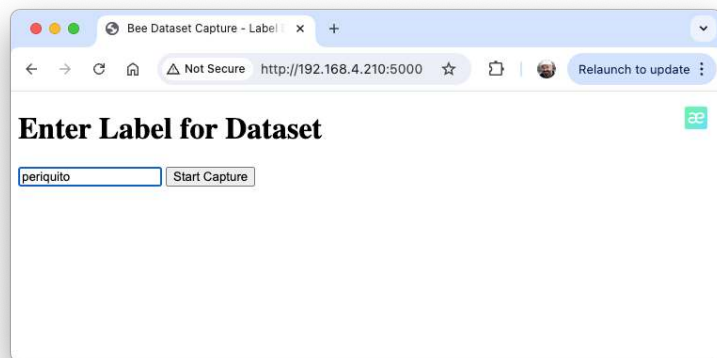 Bee Dataset Capture - Label
Not Secure http://192.168.4.210:5000 Relaunch to update
Enter Label for Dataset
æ
periquito Start Capture